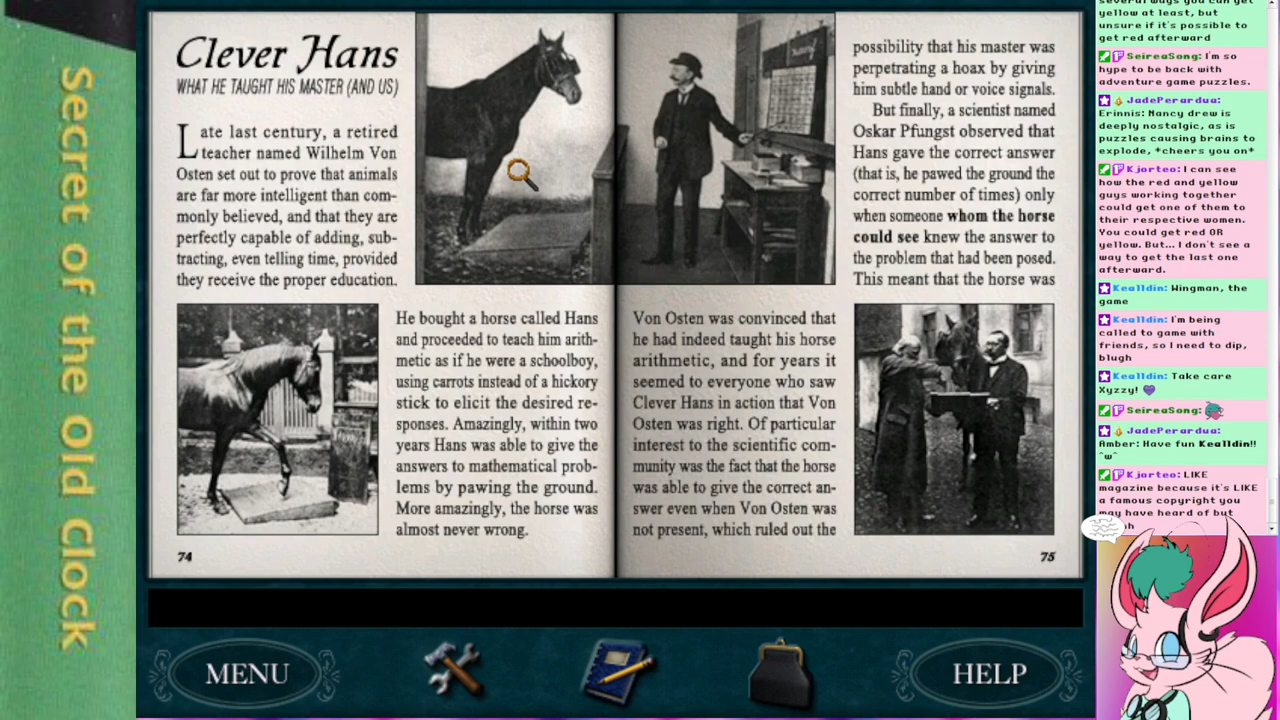 Secret of the Old Clock
Clever Hans
WHAT HE TAUGHT HIS MASTER (AND US)
Late last century, a retired
teacher named Wilhelm Von
Osten set out to prove that animals
are far more intelligent than com-
monly believed, and that they are
perfectly capable of adding, sub-
tracting, even telling time, provided
they receive the proper education.
He bought a horse called Hans
and proceeded to teach him arith-
metic as if he were a schoolboy,
using carrots instead of a hickory
stick to elicit the desired re-
sponses. Amazingly, within two
years Hans was able to give the
answers to mathematical prob-
lems by pawing the ground.
More amazingly, the horse was
almost never wrong.
74
Von Osten was convinced that
he had indeed taught his horse
arithmetic, and for years it
seemed to everyone who saw
Clever Hans in action that Von
Osten was right. Of particular
interest to the scientific com-
munity was the fact that the horse
was able to give the correct an-
swer even when Von Osten was
not present, which ruled out the
possibility that his master was
perpetrating a hoax by giving
him subtle hand or voice signals.
But finally, a scientist named
Oskar Pfungst observed that
Hans gave the correct answer
(that is, he pawed the ground the
correct number of times) only
when someone whom the horse
could see knew the answer to
the problem that had been posed.
This meant that the horse was
75
MENU
HELP
several ways you can get
yellow at least, but
unsure if it's possible to
get red afterward
SeireaSong: I'm so
hype to be back with
adventure game puzzles.
JadePerardua:
Erinnis: Nancy drew is
deeply nostalgic, as is
puzzles causing brains to
explode, *cheers you on*
Kjorteo: I can see
how the red and yellow
guys working together
could get one of them to
their respective women.
You could get red OR
yellow. But... I don't see a
way to get the last one
afterward.
Kealldin: Wingman, the
game
Kealldin: I'm being
called to game with
friends, so I need to dip,
blugh
Kealldin: Take care
Xyzzy! 💜
SeireaSong:
JadePerardua:
Amber: Have fun Kealldin!!
^w^
Kjorteo: LIKE
magazine because it's LIKE
a famous copyright you
may have heard of but